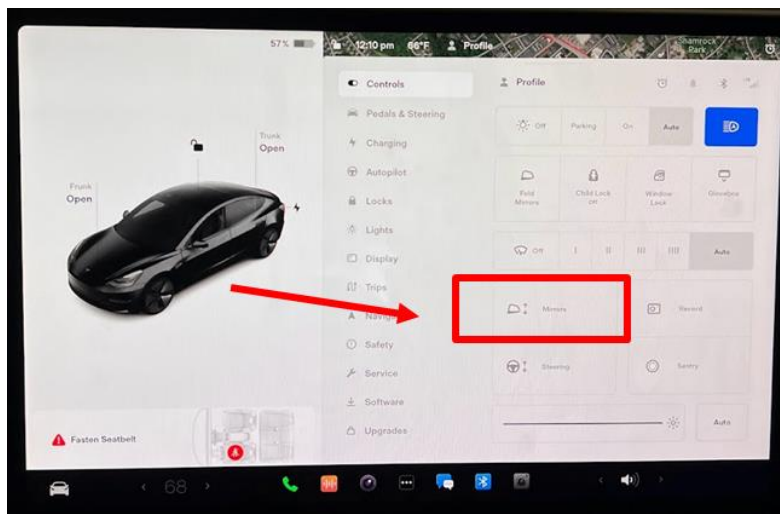 57%
12:10 pm 66°F Profile
Shamrock
Park
Controls
Profile
Pedals & Steering
Off Parking On Auto
Trunk
Open
Charging
Autopilot
Frunk
Open
Fold
Mirrors
Child Lock
on
Window
Lock
Glovebox
Locks
Lights
Off I II III IIII Auto
Display
Trips
Mirrors
Safety
Steering Sentry
Service
Software
Fasten Seatbelt
Upgrades
Auto
68